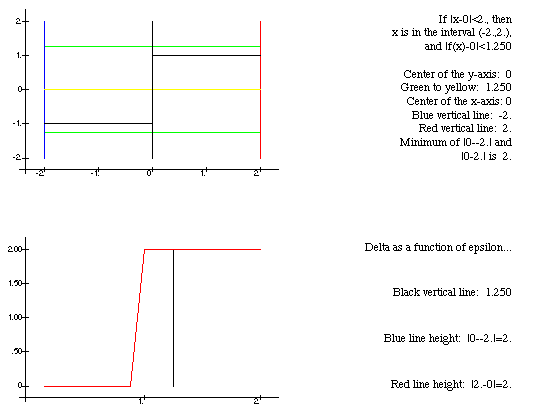 If |x-0|<2., then
x is in the interval (-2.,2.),
and |f(x)-0|<1.250
Center of the y-axis: 0
Green to yellow: 1.250
Center of the x-axis: 0
Blue vertical line: -2.
Red vertical line: 2.
Minimum of |0--2.| and
|0-2.| is 2.
2.
1.
0
-1.
-2.
-2.
-1.
0
1.
2.
Delta as a function of epsilon...
Black vertical line: 1.250
Blue line height: |0--2.|=2.
Red line height: |2.-0|=2.
2.00
1.50
1.00
.50
0
1.
2.